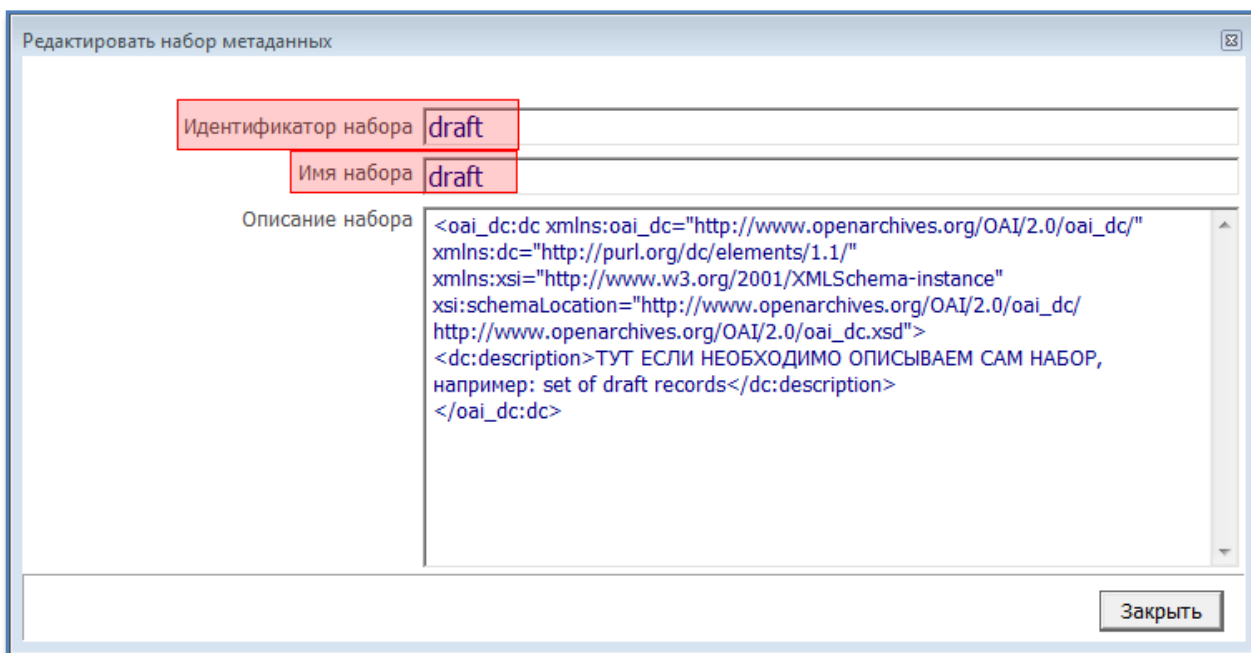 Редактировать набор метаданных
Идентификатор набора draft
Имя набора draft
Описание набора
<oai_dc:dc xmlns:oai_dc="http://www.openarchives.org/OAI/2.0/oai_dc/"
xmlns:dc="http://purl.org/dc/elements/1.1/"
xmlns:xsi="http://www.w3.org/2001/XMLSchema-instance"
xsi:schemaLocation="http://www.openarchives.org/OAI/2.0/oai_dc/
http://www.openarchives.org/OAI/2.0/oai_dc.xsd">
<dc:description>ТУТ ЕСЛИ НЕОБХОДИМО ОПИСЫВАЕМ САМ НАБОР,
например: set of draft records</dc:description>
</oai_dc:dc>
Закрыть